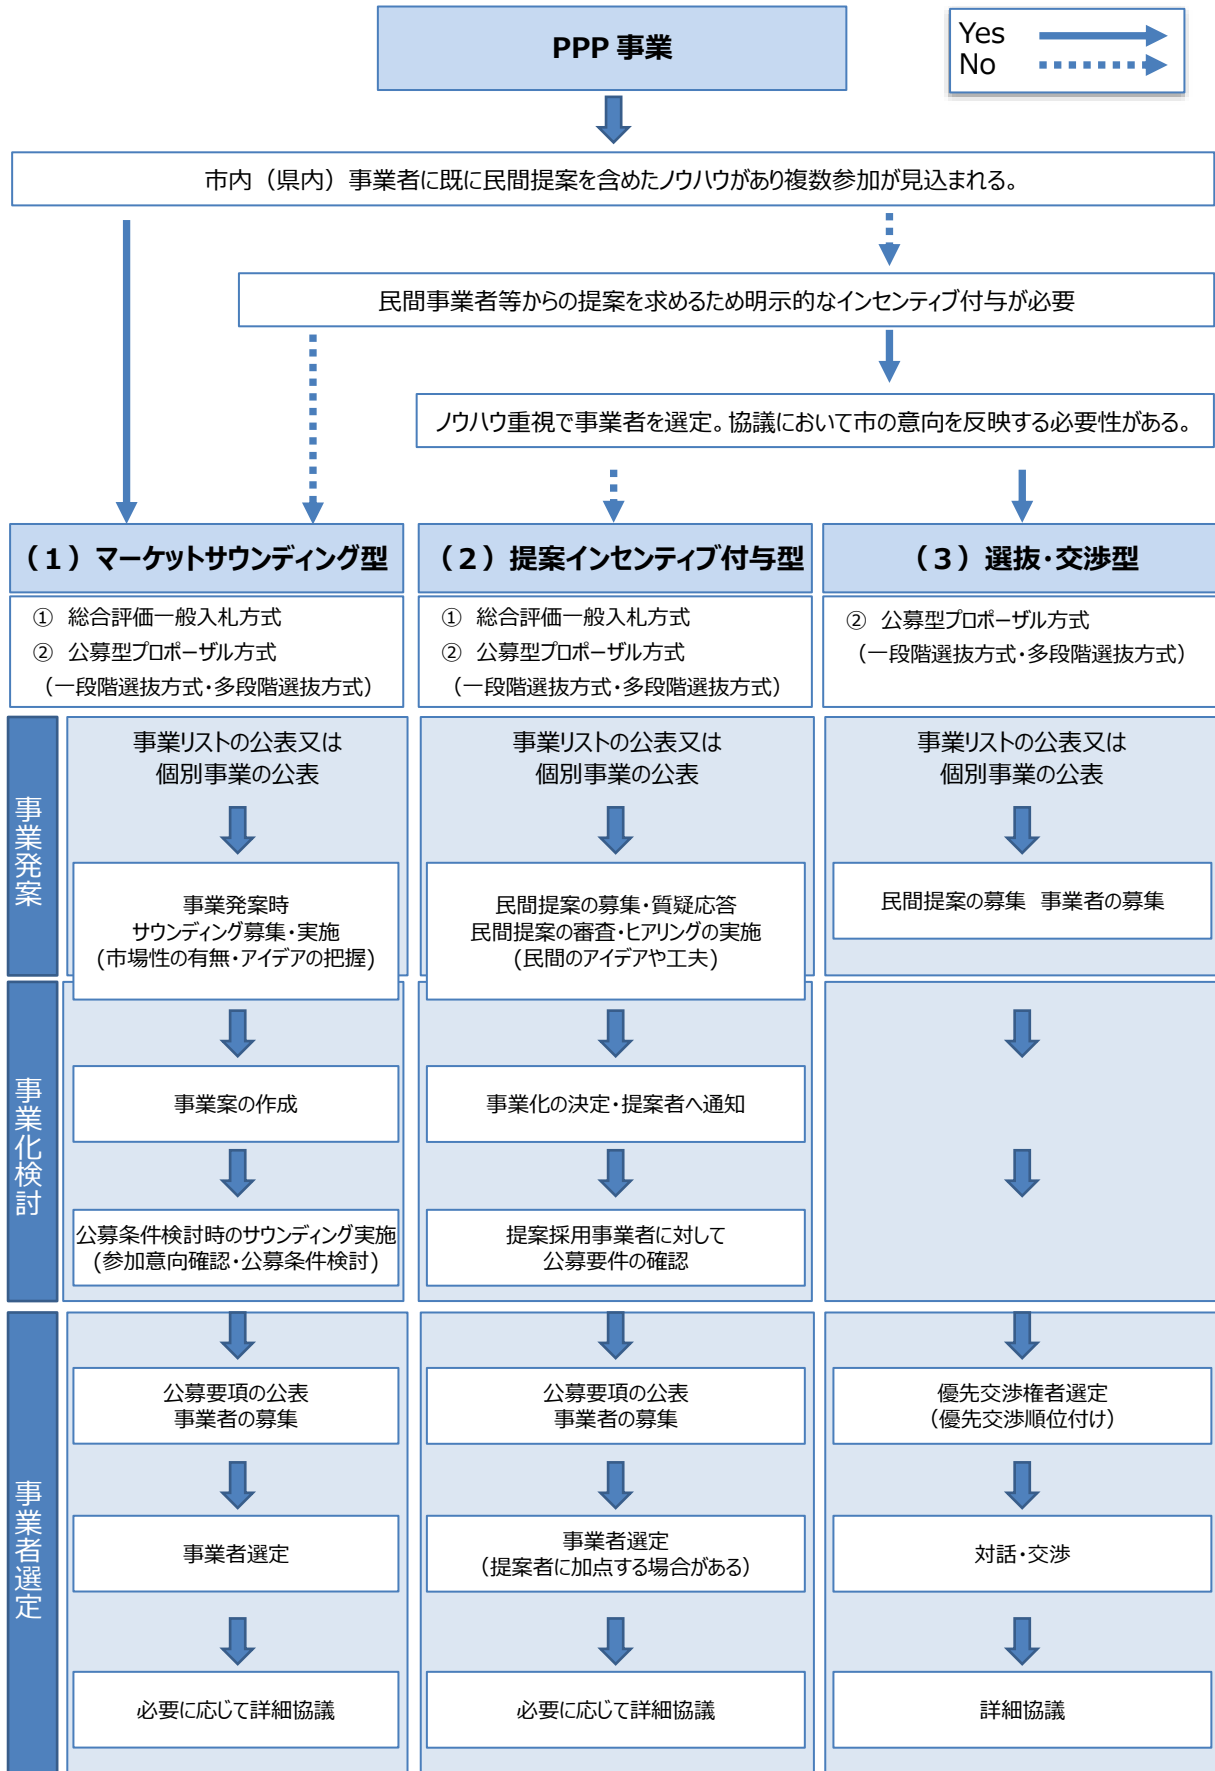 PPP 事業
Yes
No
市内（県内）事業者に既に民間提案を含めたノウハウがあり複数参加が見込まれる。
民間事業者等からの提案を求めるため明示的なインセンティブ付与が必要
ノウハウ重視で事業者を選定。協議において市の意向を反映する必要性がある。
（１）マーケットサウンディング型
① 総合評価一般入札方式
② 公募型プロポーザル方式
（一段階選抜方式・多段階選抜方式）
（２）提案インセンティブ付与型
① 総合評価一般入札方式
② 公募型プロポーザル方式
（一段階選抜方式・多段階選抜方式）
（３）選抜・交渉型
② 公募型プロポーザル方式
（一段階選抜方式・多段階選抜方式）
事業発案
事業リストの公表又は
個別事業の公表
事業発案時
サウンディング募集・実施
(市場性の有無・アイデアの把握)
事業リストの公表又は
個別事業の公表
民間提案の募集・質疑応答
民間提案の審査・ヒアリングの実施
(民間のアイデアや工夫)
事業リストの公表又は
個別事業の公表
民間提案の募集 事業者の募集
事業化検討
事業案の作成
公募条件検討時のサウンディング実施
(参加意向確認・公募条件検討)
事業化の決定・提案者へ通知
提案採用事業者に対して
公募要件の確認
事業者選定
公募要項の公表
事業者の募集
事業者選定
必要に応じて詳細協議
公募要項の公表
事業者の募集
事業者選定
（提案者に加点する場合がある）
必要に応じて詳細協議
優先交渉権者選定
（優先交渉順位付け）
対話・交渉
詳細協議